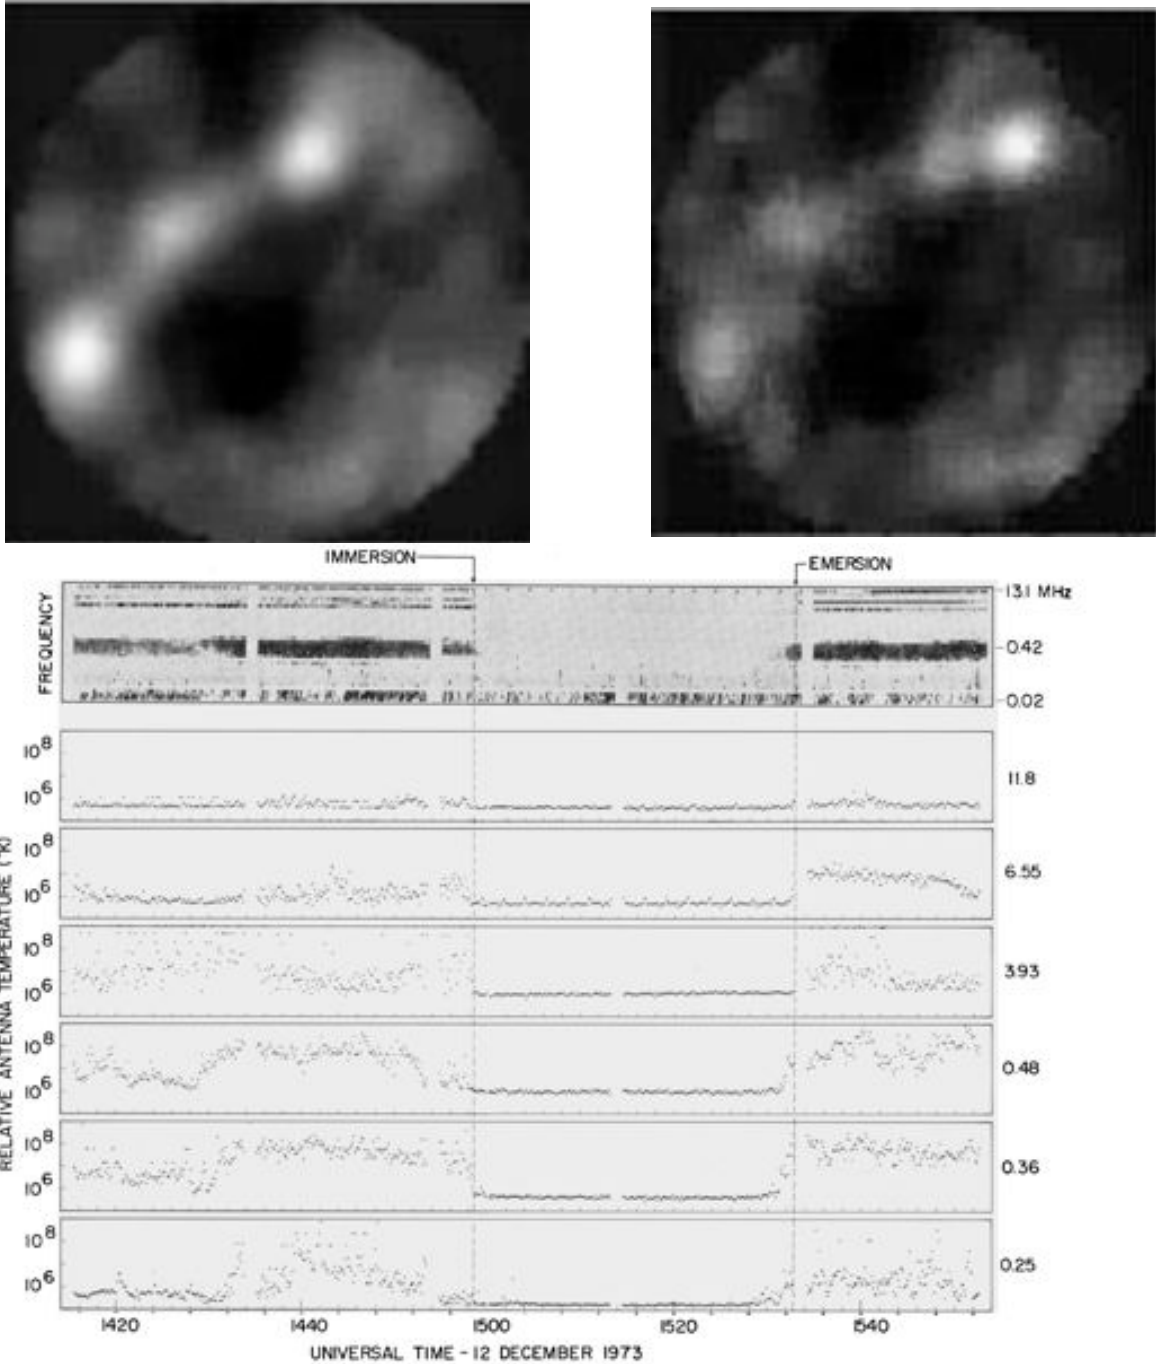 IMMERSION
EMERSION
FREQUENCY
13.1 MHz
0.42
0.02
RELATIVE ANTENNA TEMPERATURE (°K)
10⁸
10⁶
11.8
10⁸
10⁶
6.55
10⁸
10⁶
3.93
10⁸
10⁶
0.48
10⁸
10⁶
0.36
10⁸
10⁶
0.25
1420 1440 1500 1520 1540
UNIVERSAL TIME - 12 DECEMBER 1973